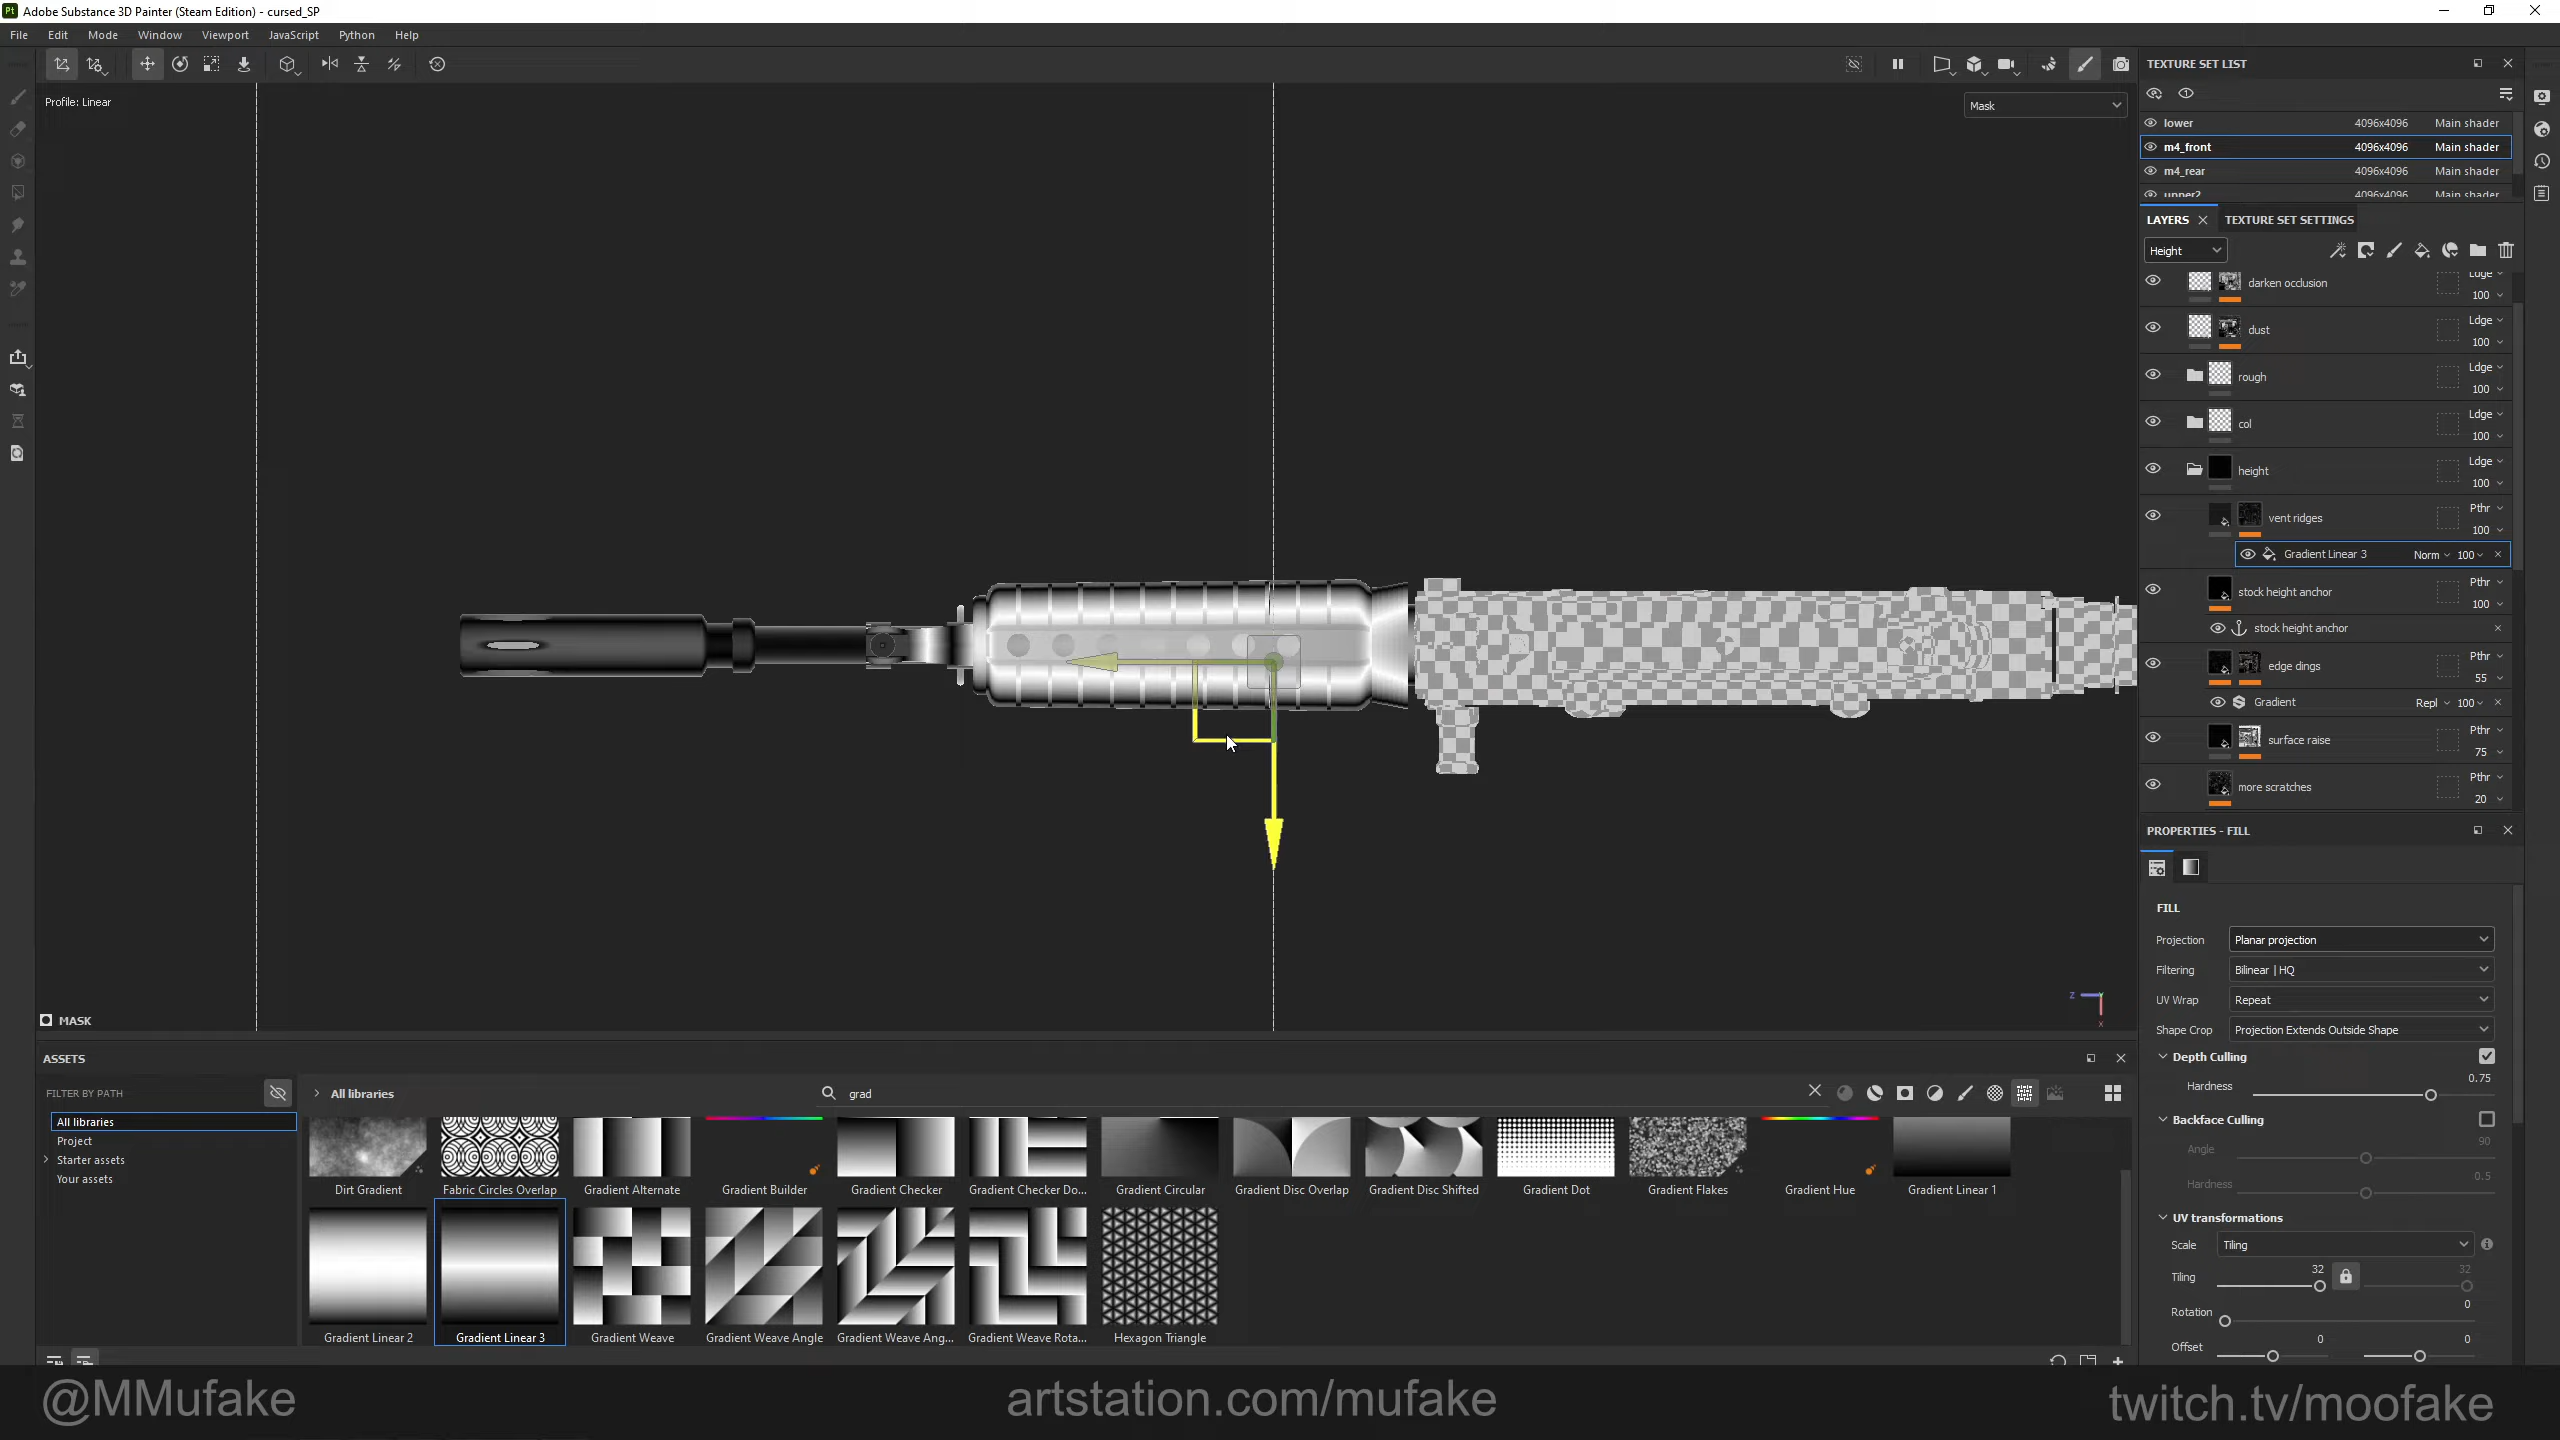 Adobe Substance 3D Painter (Steam Edition) - cursed_SP
File Edit Mode Window Viewport JavaScript Python Help
Profile: Linear
Mask
MASK
Z
X
TEXTURE SET LIST
lower 4096x4096 Main shader
m4_front 4096x4096 Main shader
m4_rear 4096x4096 Main shader
upper2 4096x4096 Main shader
LAYERS TEXTURE SET SETTINGS
Height
Ldge
darken occlusion
100
Ldge
dust
100
Ldge
rough
100
Ldge
col
100
Ldge
height
100
Pthr
vent ridges
100
Gradient Linear 3 Norm 100
Pthr
stock height anchor
100
stock height anchor
Pthr
edge dings
55
Gradient Repl 100
Pthr
surface raise
75
Pthr
more scratches
20
PROPERTIES - FILL
FILL
Projection Planar projection
Filtering Bilinear | HQ
UV Wrap Repeat
Shape Crop Projection Extends Outside Shape
Depth Culling
Hardness 0.75
Backface Culling
Angle 90
Hardness 0.5
UV transformations
Scale Tiling
Tiling 32 32
Rotation 0
Offset 0 0
ASSETS
FILTER BY PATH
All libraries
Project
Starter assets
Your assets
All libraries
grad
Dirt Gradient Fabric Circles Overlap Gradient Alternate Gradient Builder Gradient Checker Gradient Checker Do... Gradient Circular Gradient Disc Overlap Gradient Disc Shifted Gradient Dot Gradient Flakes Gradient Hue Gradient Linear 1
Gradient Linear 2 Gradient Linear 3 Gradient Weave Gradient Weave Angle Gradient Weave Ang... Gradient Weave Rota... Hexagon Triangle
@MMufake artstation.com/mufake twitch.tv/moofake